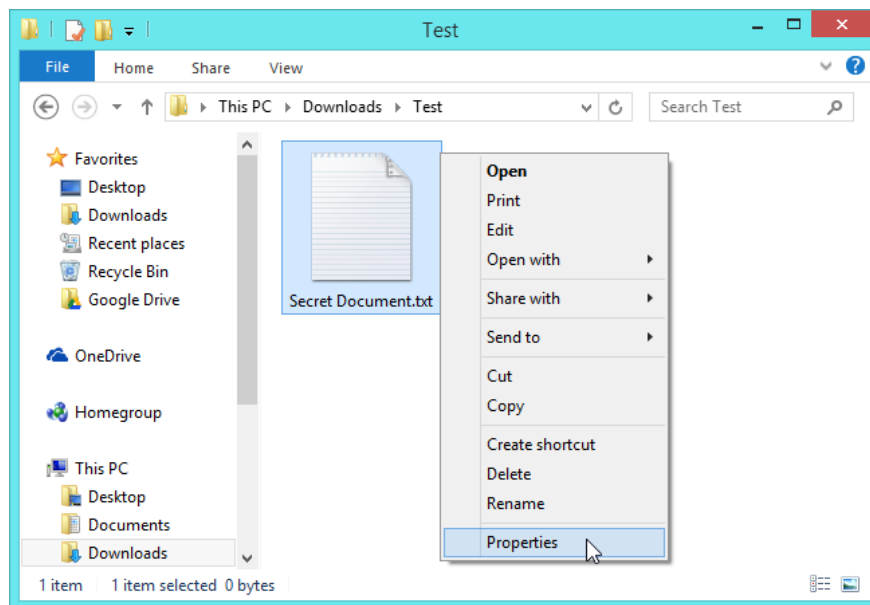 Test
File Home Share View
This PC Downloads Test Search Test
Favorites
Desktop
Downloads
Recent places
Recycle Bin
Google Drive
OneDrive
Homegroup
This PC
Desktop
Documents
Downloads
Secret Document.txt
Open
Print
Edit
Open with
Share with
Send to
Cut
Copy
Create shortcut
Delete
Rename
Properties
1 item 1 item selected 0 bytes